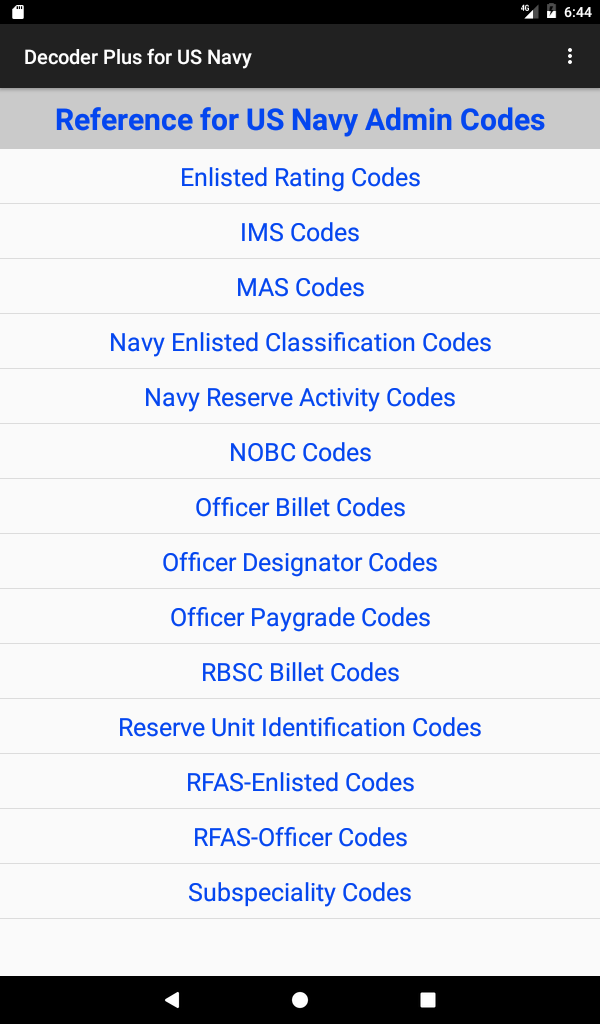 4G 6:44
Decoder Plus for US Navy
Reference for US Navy Admin Codes
Enlisted Rating Codes
IMS Codes
MAS Codes
Navy Enlisted Classification Codes
Navy Reserve Activity Codes
NOBC Codes
Officer Billet Codes
Officer Designator Codes
Officer Paygrade Codes
RBSC Billet Codes
Reserve Unit Identification Codes
RFAS-Enlisted Codes
RFAS-Officer Codes
Subspeciality Codes